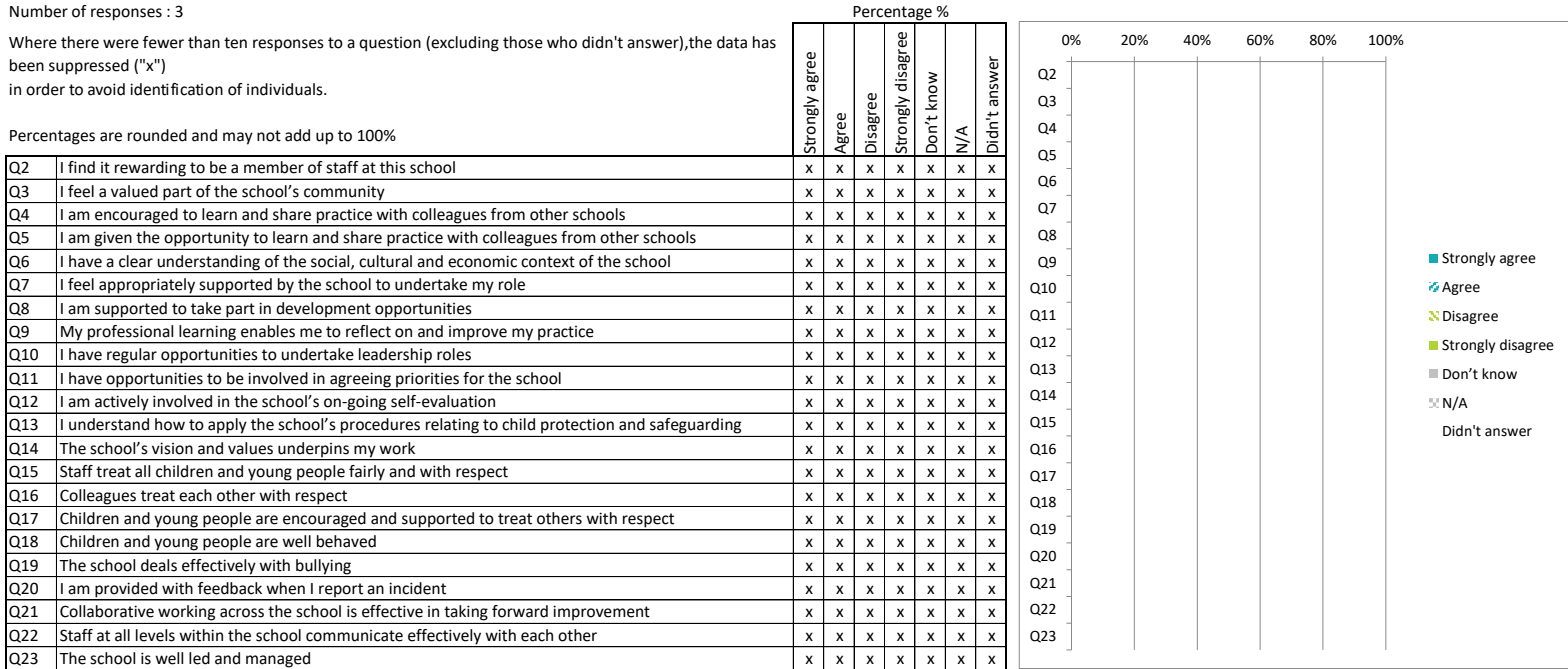 Number of responses : 3
Percentage %
Where there were fewer than ten responses to a question (excluding those who didn't answer),the data has
been suppressed ("x")
in order to avoid identification of individuals.
Percentages are rounded and may not add up to 100%
Strongly agree
Agree
Disagree
Strongly disagree
Don't know
N/A
Didn't answer
Q2 I find it rewarding to be a member of staff at this school x x x x x x x
Q3 I feel a valued part of the school’s community x x x x x x x
Q4 I am encouraged to learn and share practice with colleagues from other schools x x x x x x x
Q5 I am given the opportunity to learn and share practice with colleagues from other schools x x x x x x x
Q6 I have a clear understanding of the social, cultural and economic context of the school x x x x x x x
Q7 I feel appropriately supported by the school to undertake my role x x x x x x x
Q8 I am supported to take part in development opportunities x x x x x x x
Q9 My professional learning enables me to reflect on and improve my practice x x x x x x x
Q10 I have regular opportunities to undertake leadership roles x x x x x x x
Q11 I have opportunities to be involved in agreeing priorities for the school x x x x x x x
Q12 I am actively involved in the school’s on-going self-evaluation x x x x x x x
Q13 I understand how to apply the school’s procedures relating to child protection and safeguarding x x x x x x x
Q14 The school’s vision and values underpins my work x x x x x x x
Q15 Staff treat all children and young people fairly and with respect x x x x x x x
Q16 Colleagues treat each other with respect x x x x x x x
Q17 Children and young people are encouraged and supported to treat others with respect x x x x x x x
Q18 Children and young people are well behaved x x x x x x x
Q19 The school deals effectively with bullying x x x x x x x
Q20 I am provided with feedback when I report an incident x x x x x x x
Q21 Collaborative working across the school is effective in taking forward improvement x x x x x x x
Q22 Staff at all levels within the school communicate effectively with each other x x x x x x x
Q23 The school is well led and managed x x x x x x x
0% 20% 40% 60% 80% 100%
Q2
Q3
Q4
Q5
Q6
Q7
Q8
Q9
Q10
Q11
Q12
Q13
Q14
Q15
Q16
Q17
Q18
Q19
Q20
Q21
Q22
Q23
Strongly agree
Agree
Disagree
Strongly disagree
Don’t know
N/A
Didn't answer